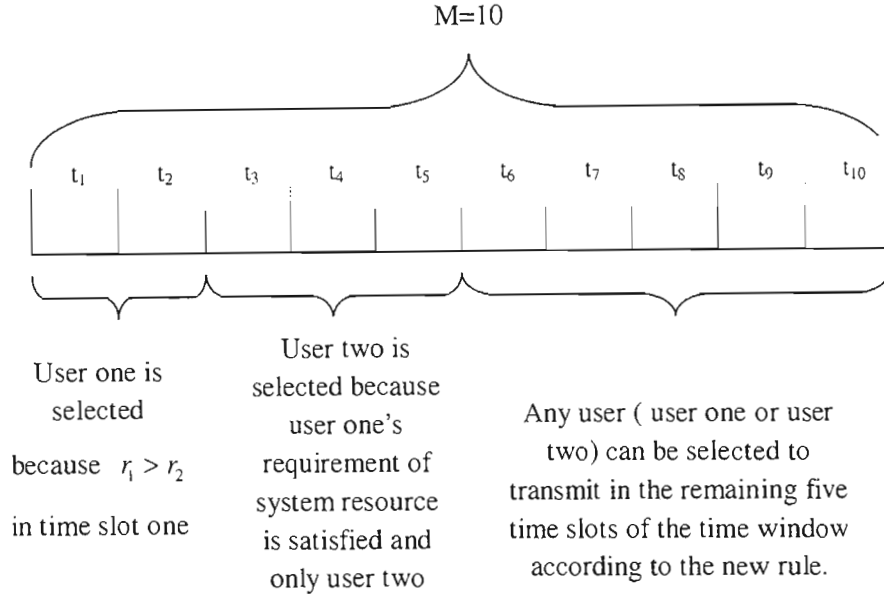 M=10
t1 t2 t3 t4 t5 t6 t7 t8 t9 t10
User one is
selected
because r1 > r2
in time slot one
User two is
selected because
user one's
requirement of
system resource
is satisfied and
only user two
Any user ( user one or user
two) can be selected to
transmit in the remaining five
time slots of the time window
according to the new rule.